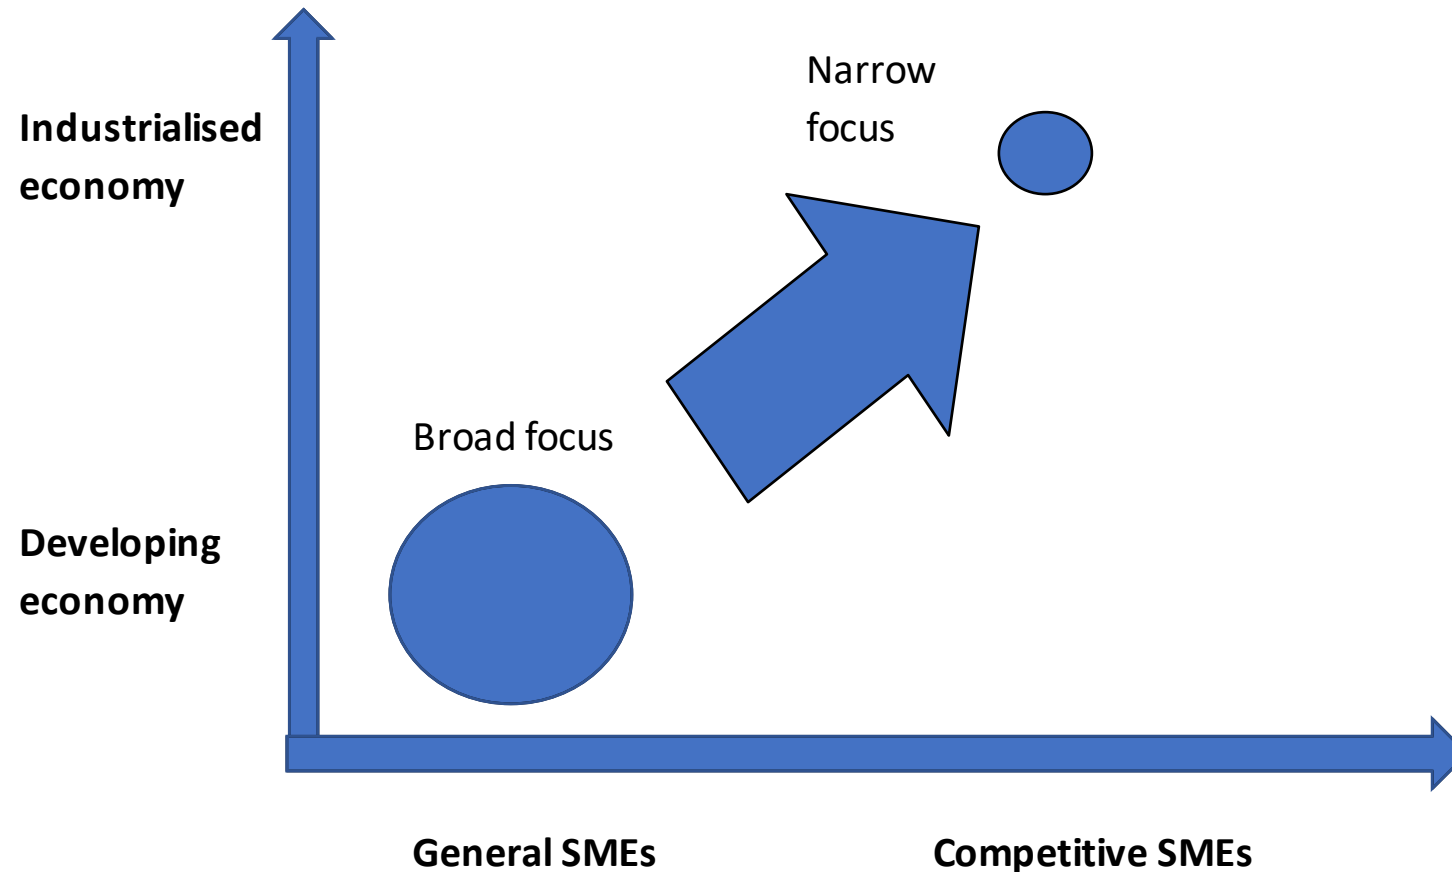 Narrow
focus
Industrialised
economy
Broad focus
Developing
economy
General SMEs
Competitive SMEs